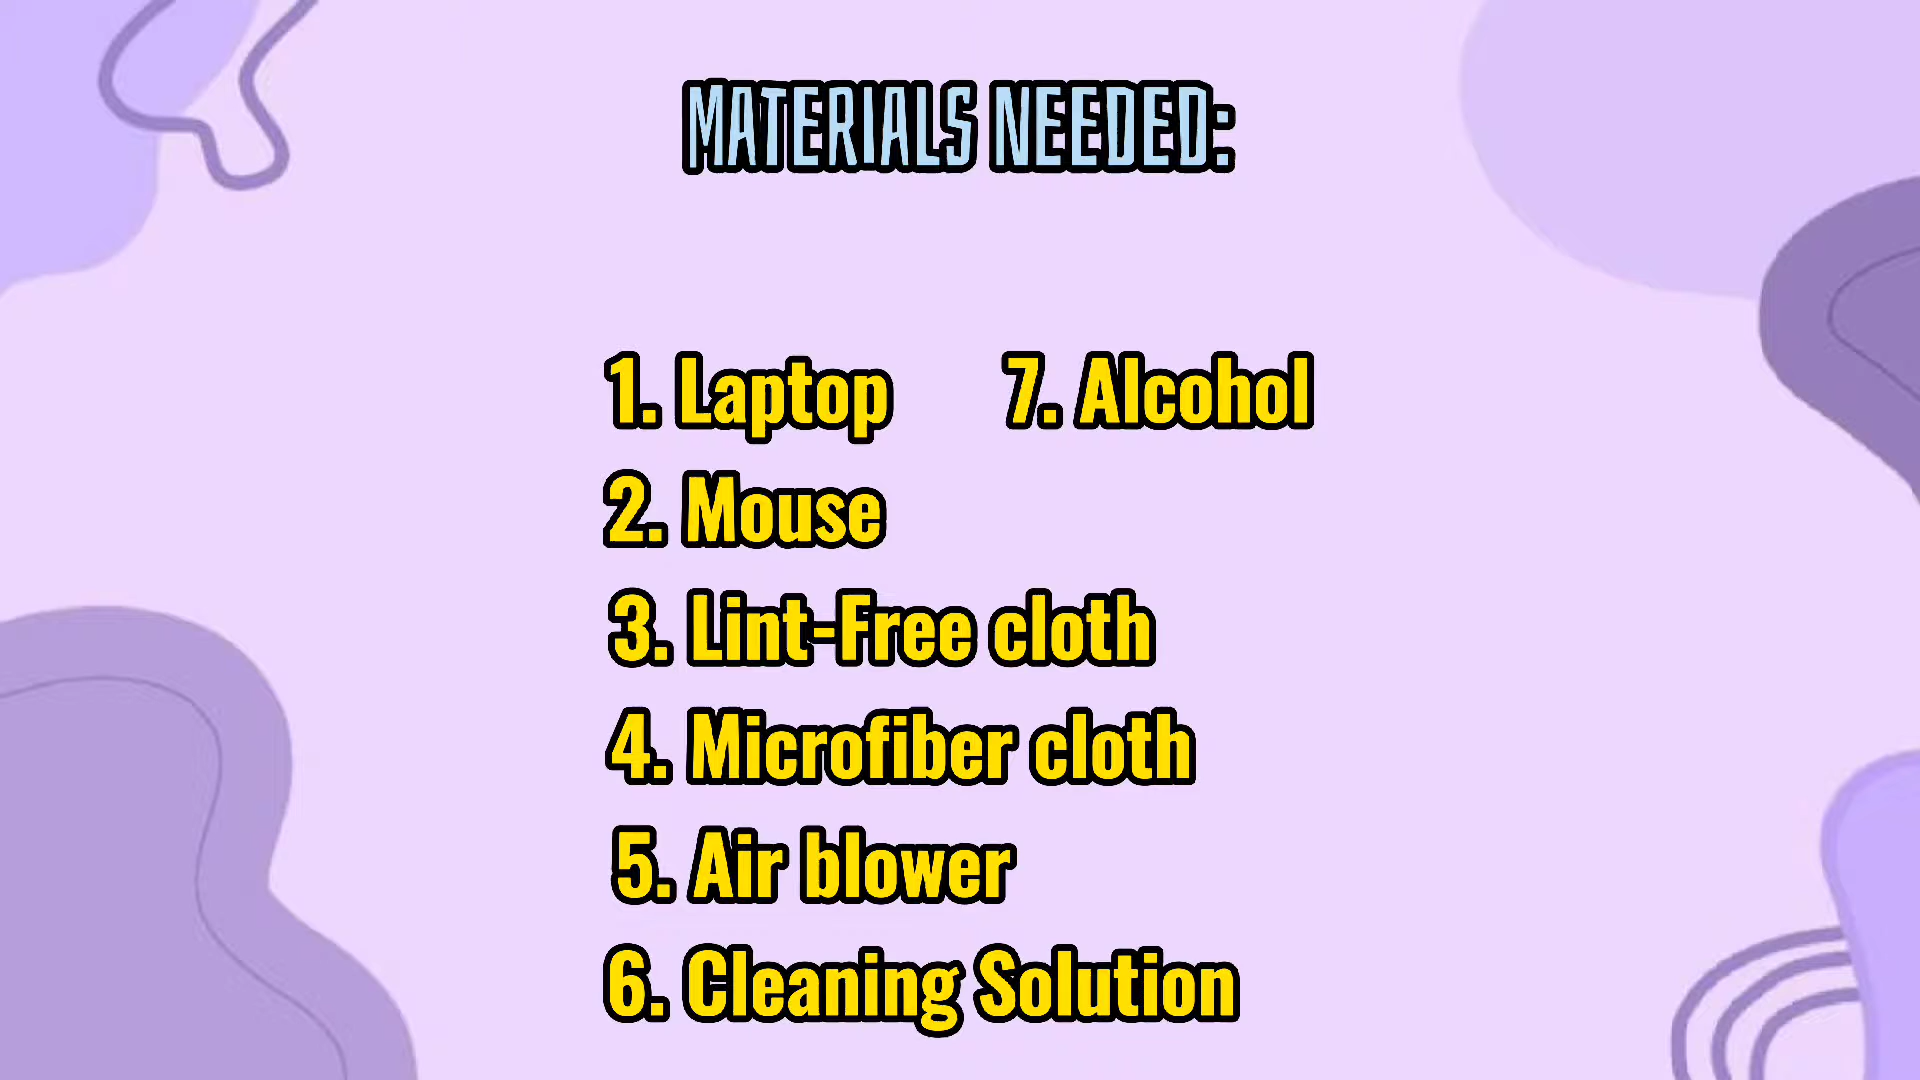 MATERIALS NEEDED:
1. Laptop
2. Mouse
3. Lint-Free cloth
4. Microfiber cloth
5. Air blower
6. Cleaning Solution
7. Alcohol